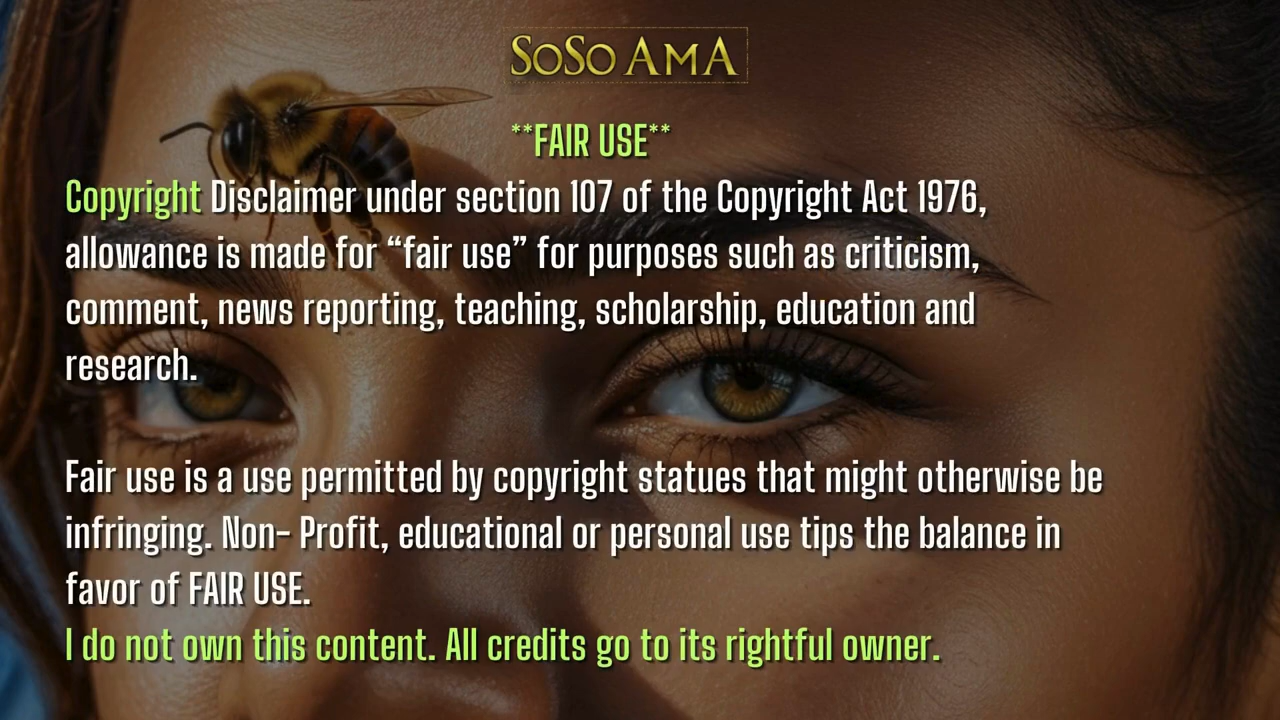 SoSo AmA
**FAIR USE**
Copyright Disclaimer under section 107 of the Copyright Act 1976,
allowance is made for “fair use” for purposes such as criticism,
comment, news reporting, teaching, scholarship, education and
research.
Fair use is a use permitted by copyright statues that might otherwise be
infringing. Non- Profit, educational or personal use tips the balance in
favor of FAIR USE.
I do not own this content. All credits go to its rightful owner.